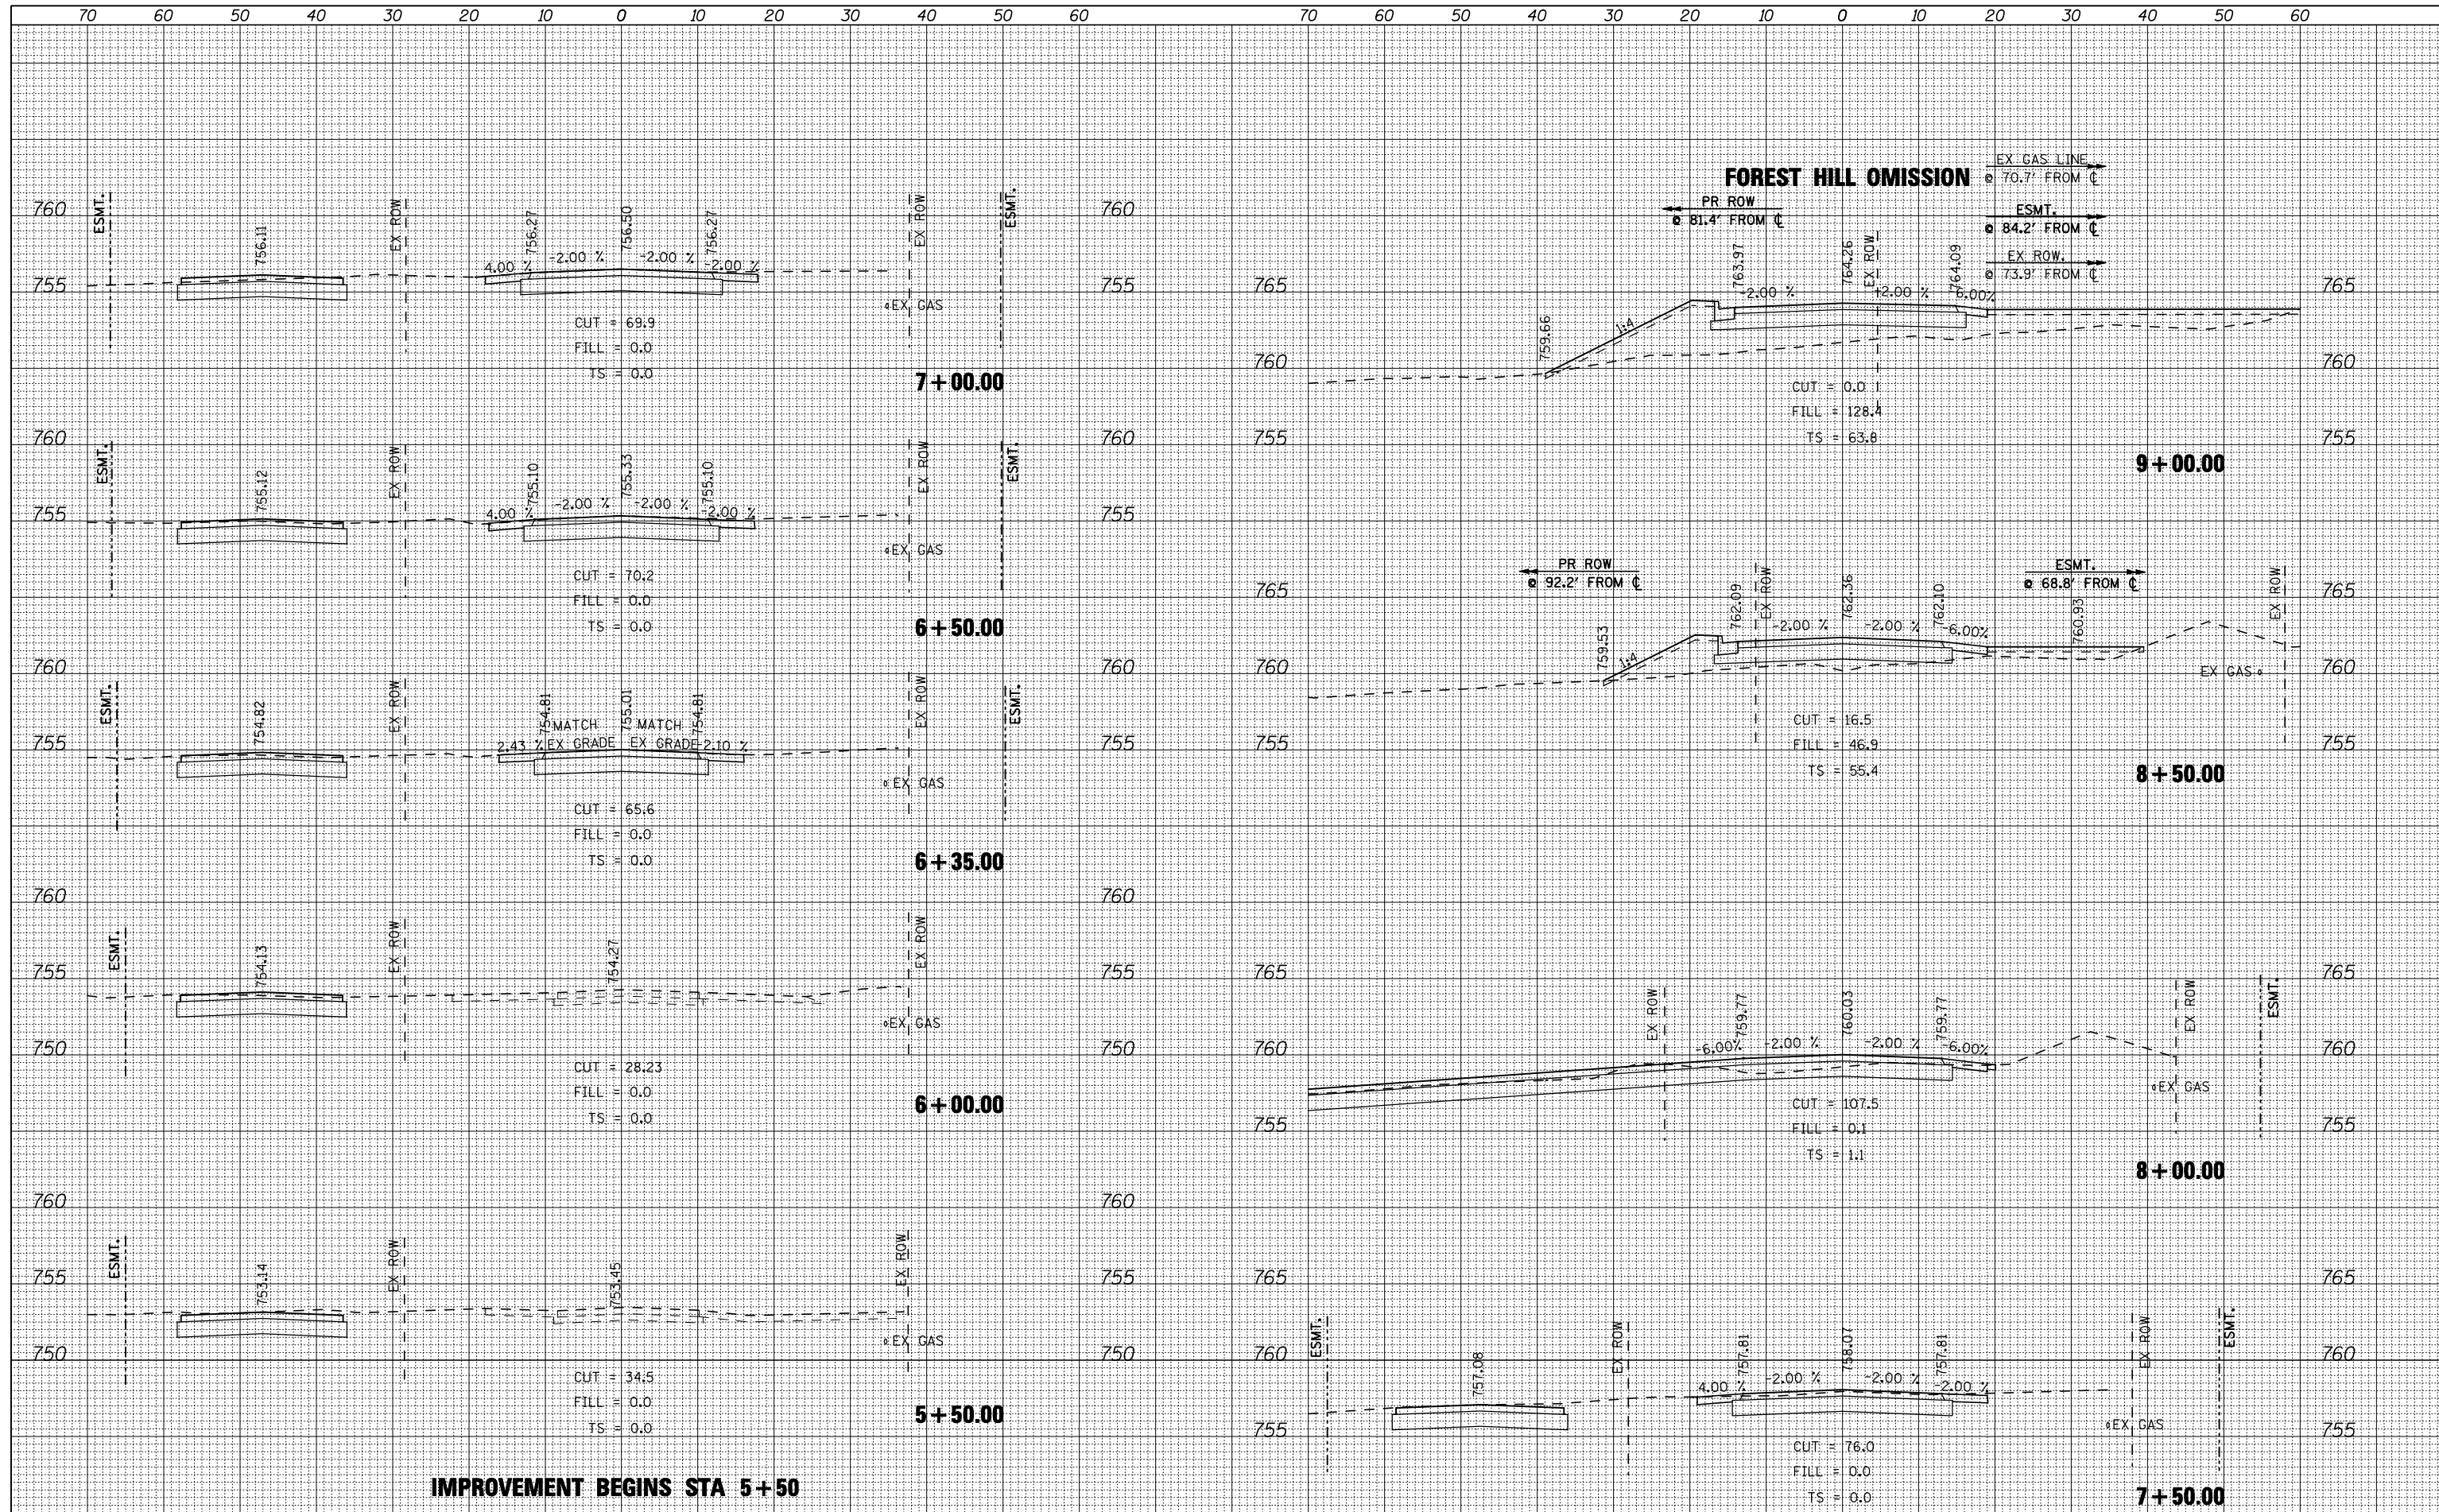 70 60 50 40 30 20 10 0 10 20 30 40 50 60
70 60 50 40 30 20 10 0 10 20 30 40 50 60
760 760
755 755
ESMT.
756.11
EX ROW
756.27
756.50
756.27
EX ROW
ESMT.
4.00 % -2.00 % -2.00 % -2.00 %
EX GAS
CUT = 69.9
FILL = 0.0
TS = 0.0
7+00.00
760 760
755 755
ESMT.
755.12
EX ROW
755.10
755.33
755.10
EX ROW
ESMT.
4.00 % -2.00 % -2.00 % -2.00 %
EX GAS
CUT = 70.2
FILL = 0.0
TS = 0.0
6+50.00
760 760
755 755
ESMT.
754.82
EX ROW
754.81
755.01
754.81
EX ROW
ESMT.
MATCH MATCH
2.43 % EX GRADE EX GRADE -2.10 %
EX GAS
CUT = 65.6
FILL = 0.0
TS = 0.0
6+35.00
760 760
755 755
750 750
ESMT.
754.13
EX ROW
754.27
EX ROW
EX GAS
CUT = 28.23
FILL = 0.0
TS = 0.0
6+00.00
760 760
755 755
750 750
ESMT.
753.14
EX ROW
753.45
EX ROW
EX GAS
CUT = 34.5
FILL = 0.0
TS = 0.0
5+50.00
IMPROVEMENT BEGINS STA 5+50
FOREST HILL OMISSION
EX GAS LINE
@ 70.7' FROM ℄
PR ROW
@ 81.4' FROM ℄
ESMT.
@ 84.2' FROM ℄
EX ROW.
@ 73.9' FROM ℄
765 765
760 760
755 755
759.66
1:4
763.97
764.26
EX ROW
764.09
-2.00 % -2.00 % 6.00%
CUT = 0.0
FILL = 128.4
TS = 63.8
9+00.00
PR ROW
@ 92.2' FROM ℄
ESMT.
@ 68.8' FROM ℄
765 765
760 760
755 755
759.53
1:4
762.09
EX ROW
762.36
762.10
760.93
EX ROW
-2.00 % -2.00 % -6.00%
EX GAS
CUT = 16.5
FILL = 46.9
TS = 55.4
8+50.00
765 765
760 760
755 755
EX ROW
759.77
760.03
759.77
EX ROW
ESMT.
-6.00% -2.00 % -2.00 % -6.00%
EX GAS
CUT = 107.5
FILL = 0.1
TS = 1.1
8+00.00
765 765
760 760
755 755
ESMT.
757.08
EX ROW
757.81
758.07
757.81
EX ROW
ESMT.
4.00 % -2.00 % -2.00 % -2.00 %
EX GAS
CUT = 76.0
FILL = 0.0
TS = 0.0
7+50.00